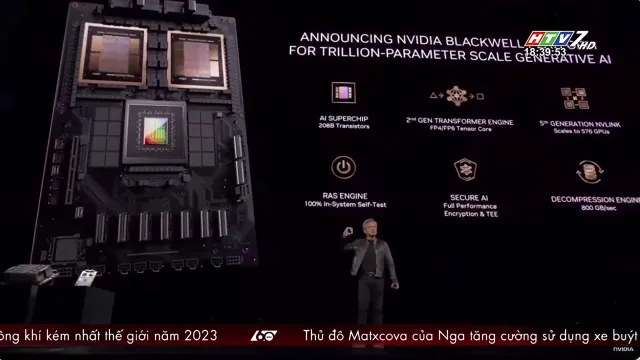 ANNOUNCING NVIDIA BLACKWELL
FOR TRILLION-PARAMETER SCALE GENERATIVE AI
HTV7 HD
18:39:53
AI SUPERCHIP
208B Transistors
2nd GEN TRANSFORMER ENGINE
FP4/FP6 Tensor Core
5th GENERATION NVLINK
Scales to 576 GPUs
RAS ENGINE
100% In-System Self-Test
SECURE AI
Full Performance
Encryption & TEE
DECOMPRESSION ENGINE
800 GB/sec
ông khí kém nhất thế giới năm 2023
60
Thủ đô Matxcova của Nga tăng cường sử dụng xe buýt
NVIDIA